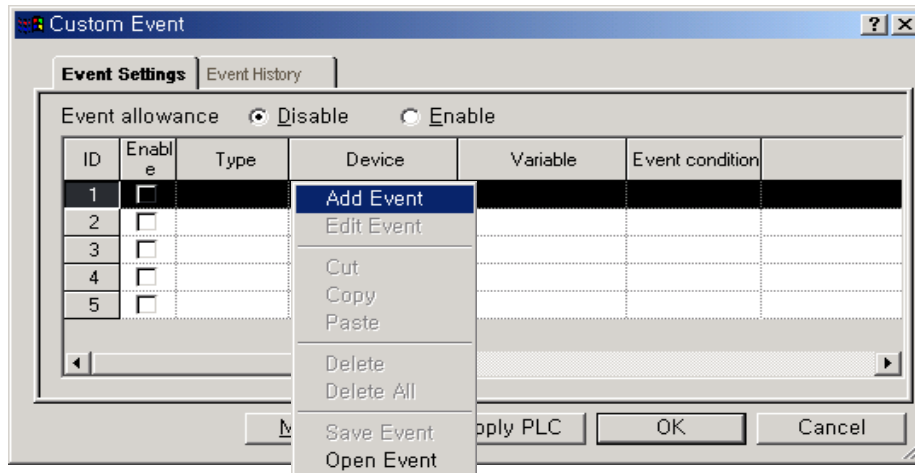 Custom Event
Event Settings
Event History
Event allowance
Disable
Enable
ID
Enabl
e
Type
Device
Variable
Event condition
1
2
3
4
5
Add Event
Edit Event
Cut
Copy
Paste
Delete
Delete All
Save Event
Open Event
PLC
OK
Cancel